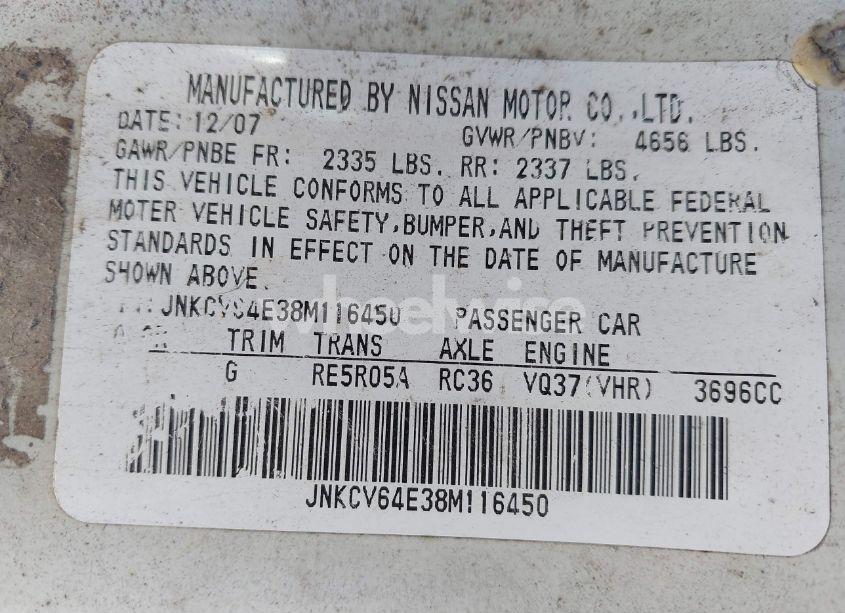 MANUFACTURED BY NISSAN MOTOR CO.,LTD.
DATE: 12/07 GVWR/PNBV: 4656 LBS.
GAWR/PNBE FR: 2335 LBS. RR: 2337 LBS.
THIS VEHICLE CONFORMS TO ALL APPLICABLE FEDERAL
MOTER VEHICLE SAFETY,BUMPER,AND THEFT PREVENTION
STANDARDS IN EFFECT ON THE DATE OF MANUFACTURE
SHOWN ABOVE.
JNKCV64E38M116450 PASSENGER CAR
TRIM TRANS AXLE ENGINE
G RE5R05A RC36 VQ37(VHR) 3696CC
JNKCV64E38M116450
wheelwire